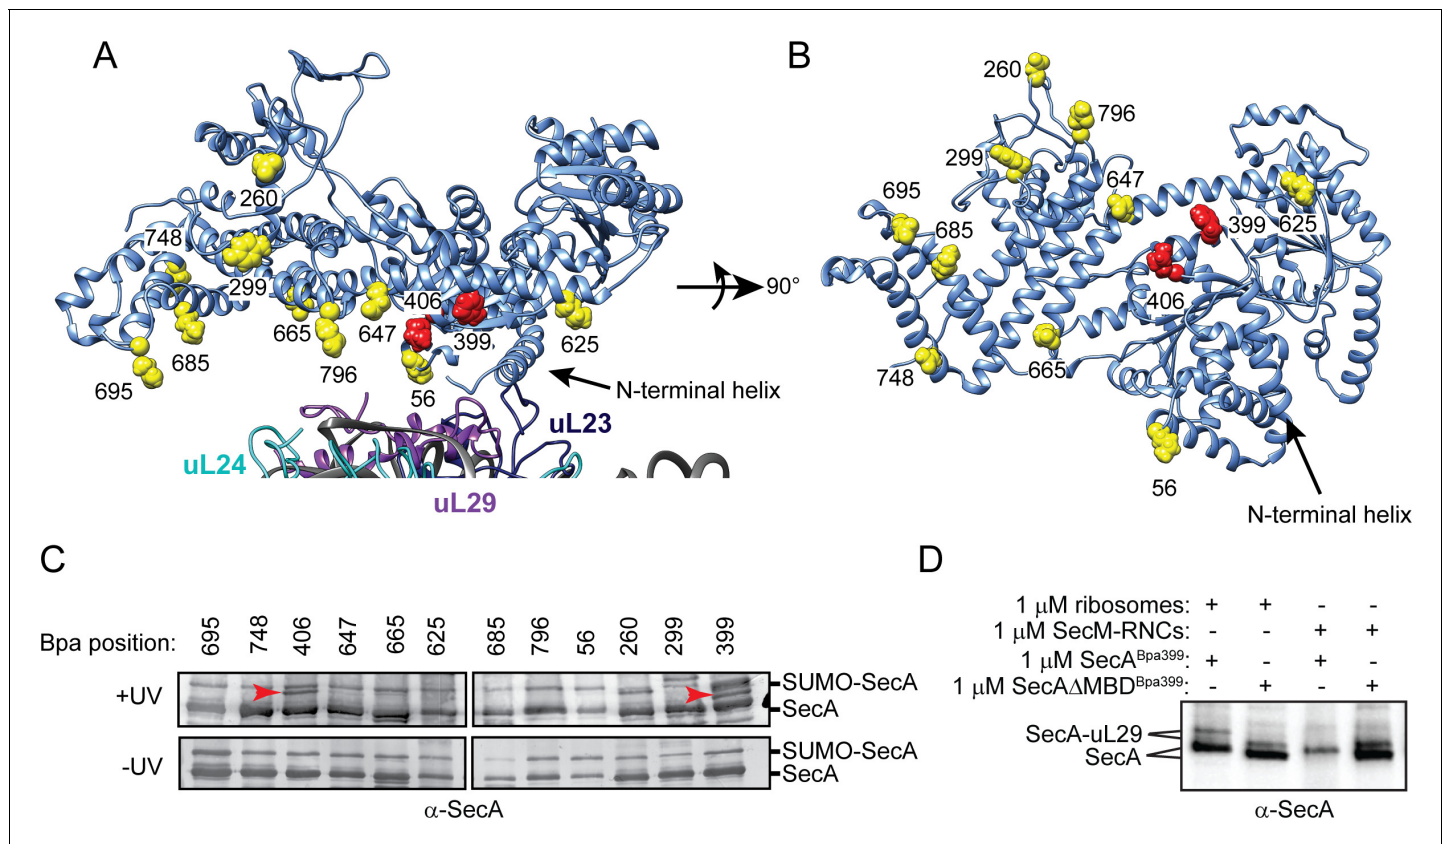 A
260
748
299
695
685
665
796
647
406
56
399
625
N-terminal helix
uL23
uL24
uL29
90°
B
260
796
299
695
685
647
399
625
406
748
665
56
N-terminal helix
C
Bpa position: 695 748 406 647 665 625 685 796 56 260 299 399
+UV
SUMO-SecA
SecA
-UV
SUMO-SecA
SecA
α-SecA
D
1 μM ribosomes: + + - -
1 μM SecM-RNCs: - - + +
1 μM SecA^Bpa399: + - + -
1 μM SecAΔMBD^Bpa399: - + - +
SecA-uL29
SecA
α-SecA